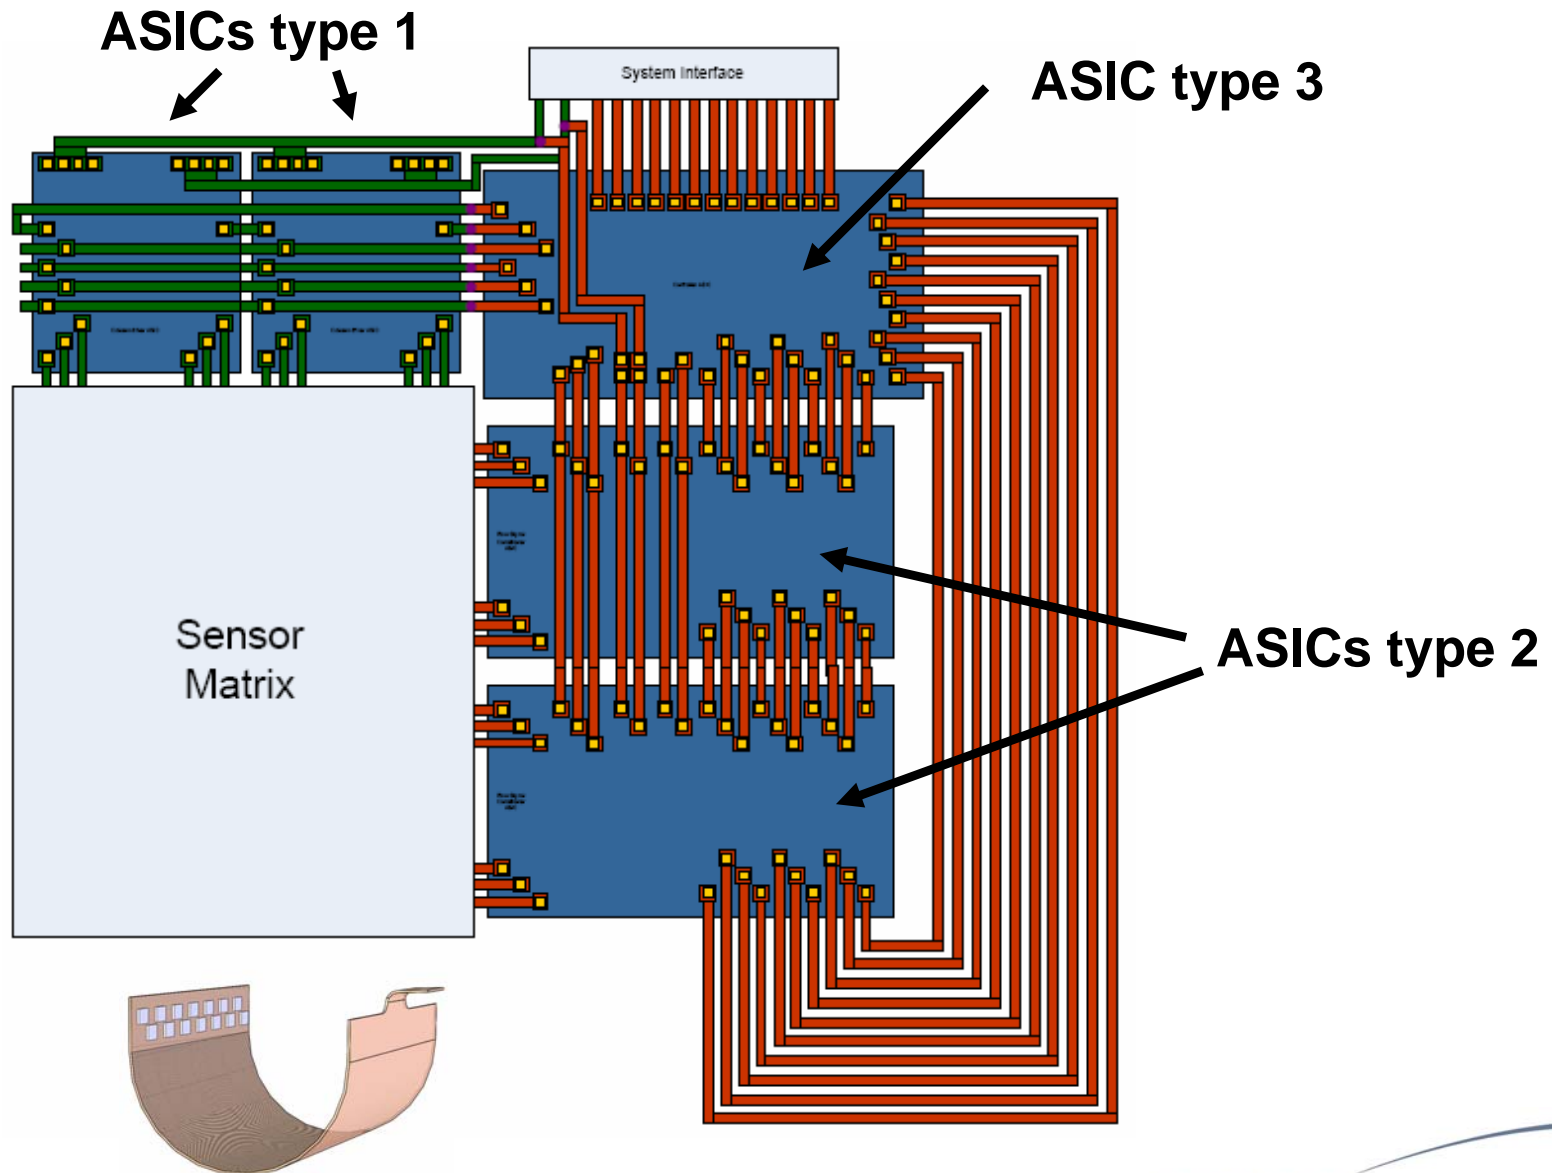 ASICs type 1
System Interface
ASIC type 3
Sensor
Matrix
ASICs type 2